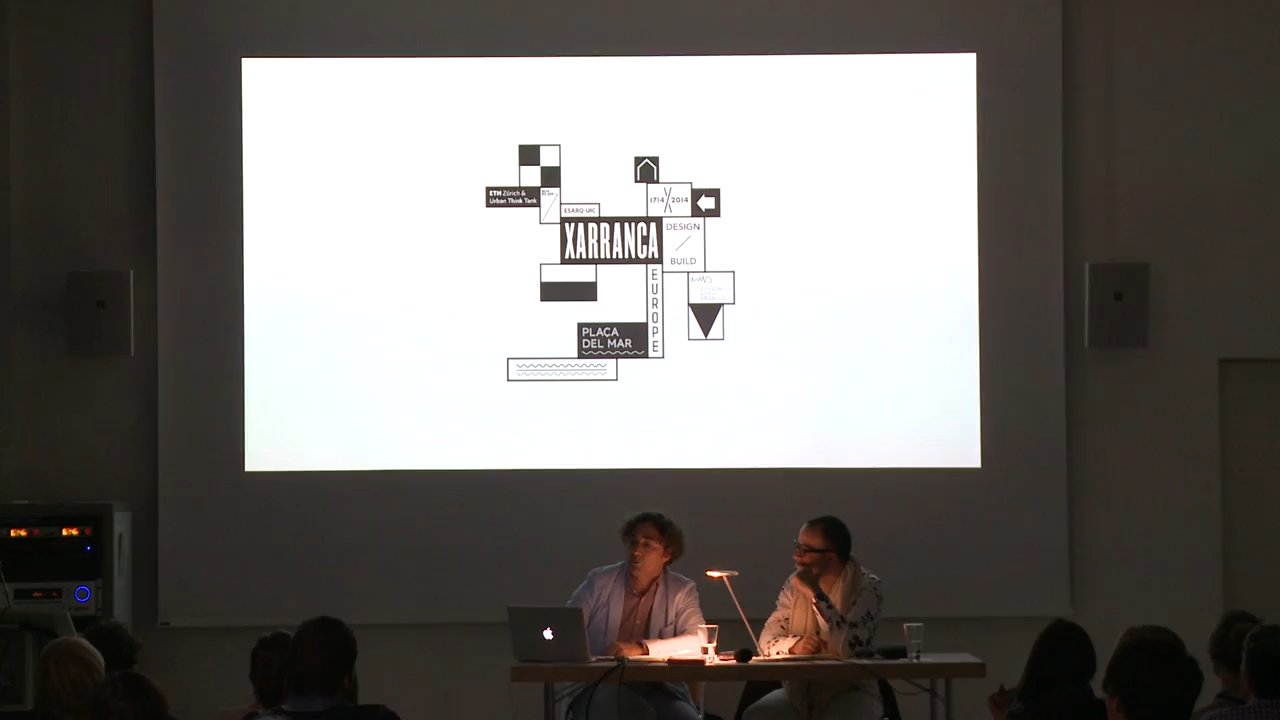 ETH Zürich &
Urban Think Tank
ESARQ-UIC
1714 2014
XARRANCA
DESIGN
BUILD
EUROPE
PLAÇA
DEL MAR